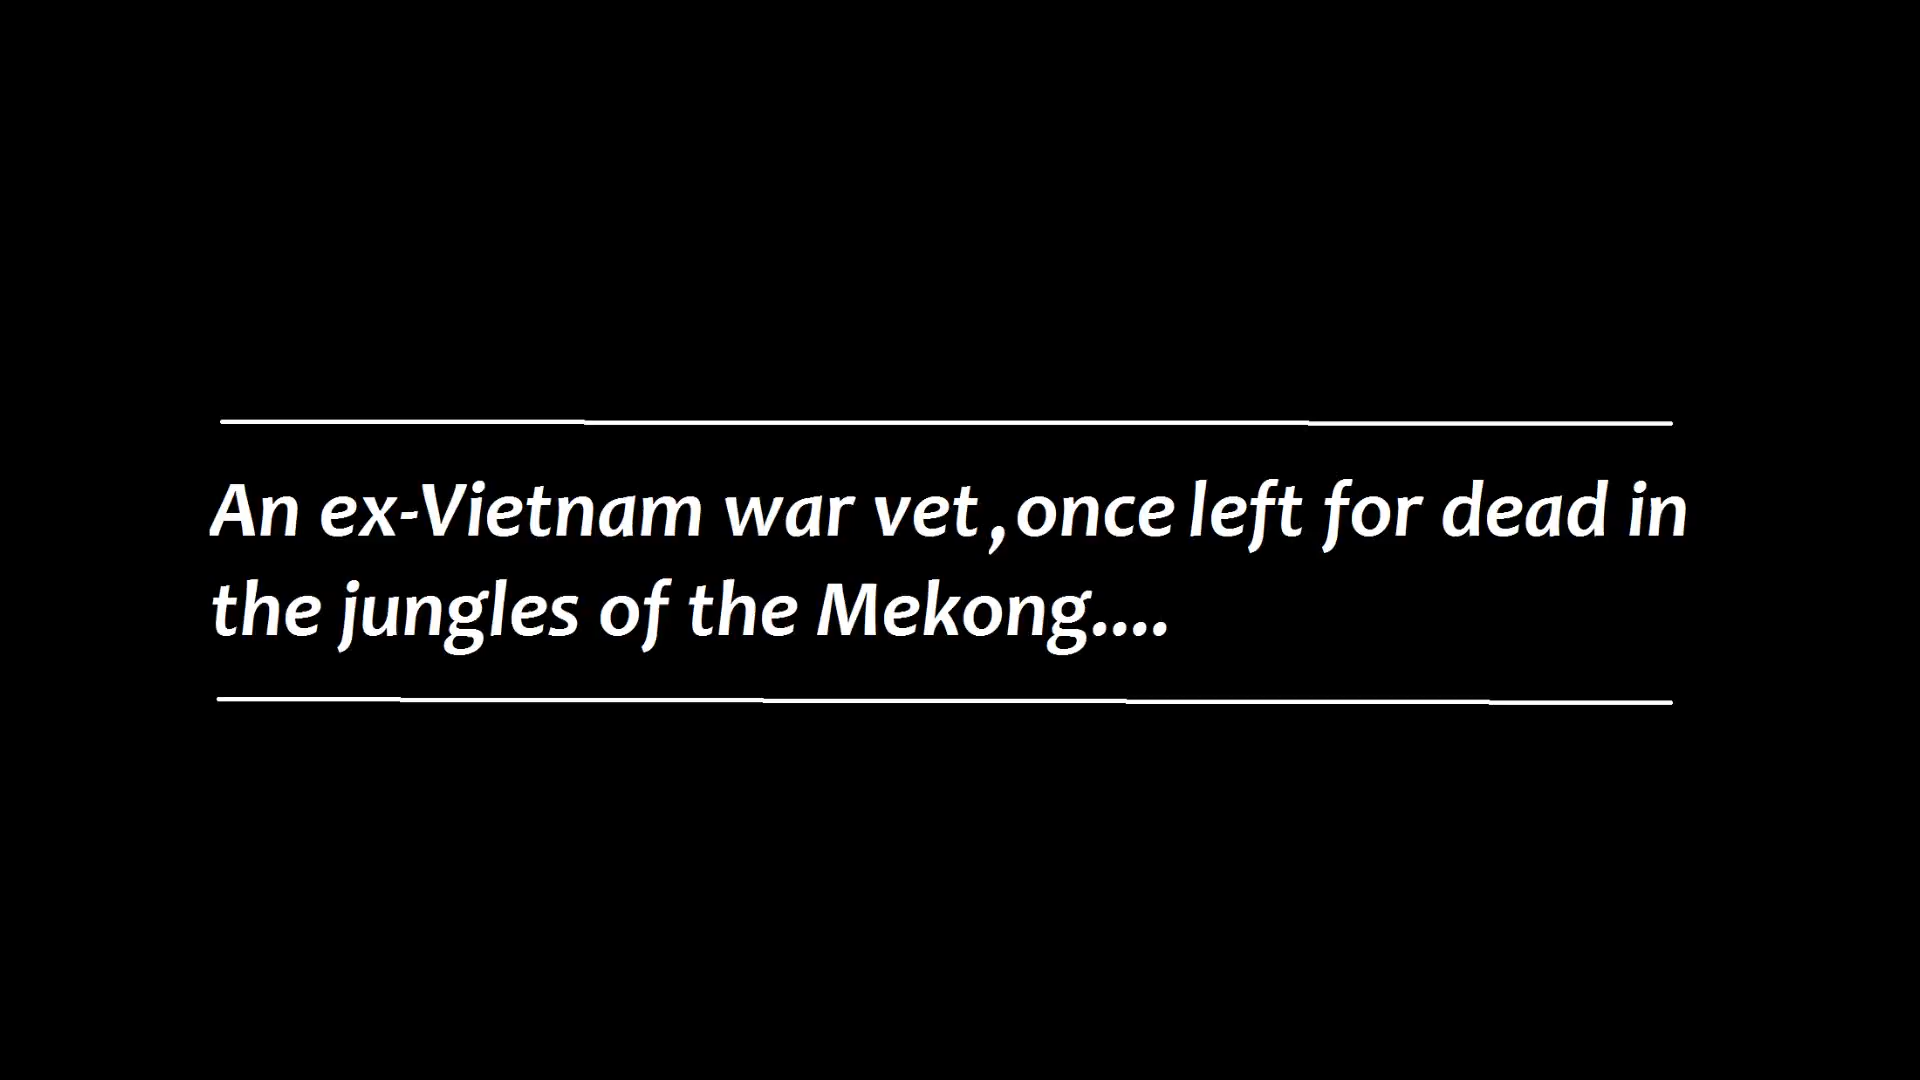 An ex-Vietnam war vet ,once left for dead in
the jungles of the Mekong....